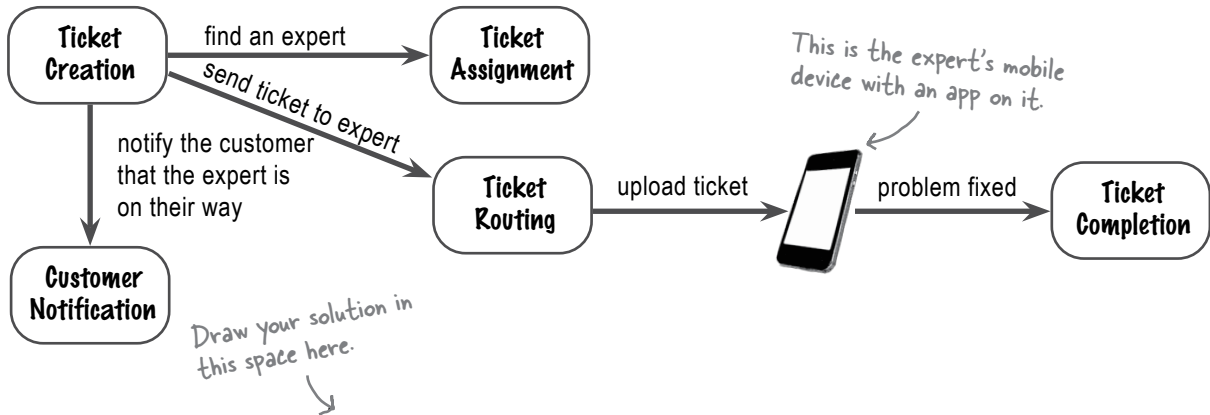 Ticket
Creation
find an expert
Ticket
Assignment
send ticket to expert
This is the expert's mobile
device with an app on it.
notify the customer
that the expert is
on their way
Ticket
Routing
upload ticket
problem fixed
Ticket
Completion
Customer
Notification
Draw your solution in
this space here.